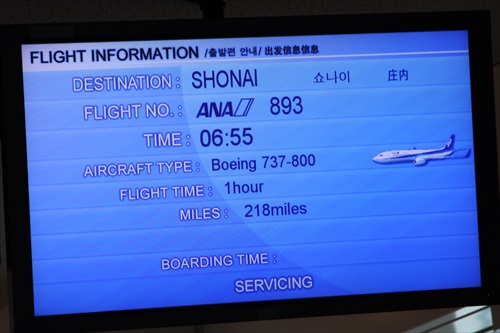 FLIGHT INFORMATION /출발편 안내/ 出发信息信息
DESTINATION : SHONAI 쇼나이 庄内
FLIGHT NO. : ANA 893
TIME : 06:55
AIRCRAFT TYPE : Boeing 737-800
FLIGHT TIME : 1hour
MILES : 218miles
BOARDING TIME :
SERVICING